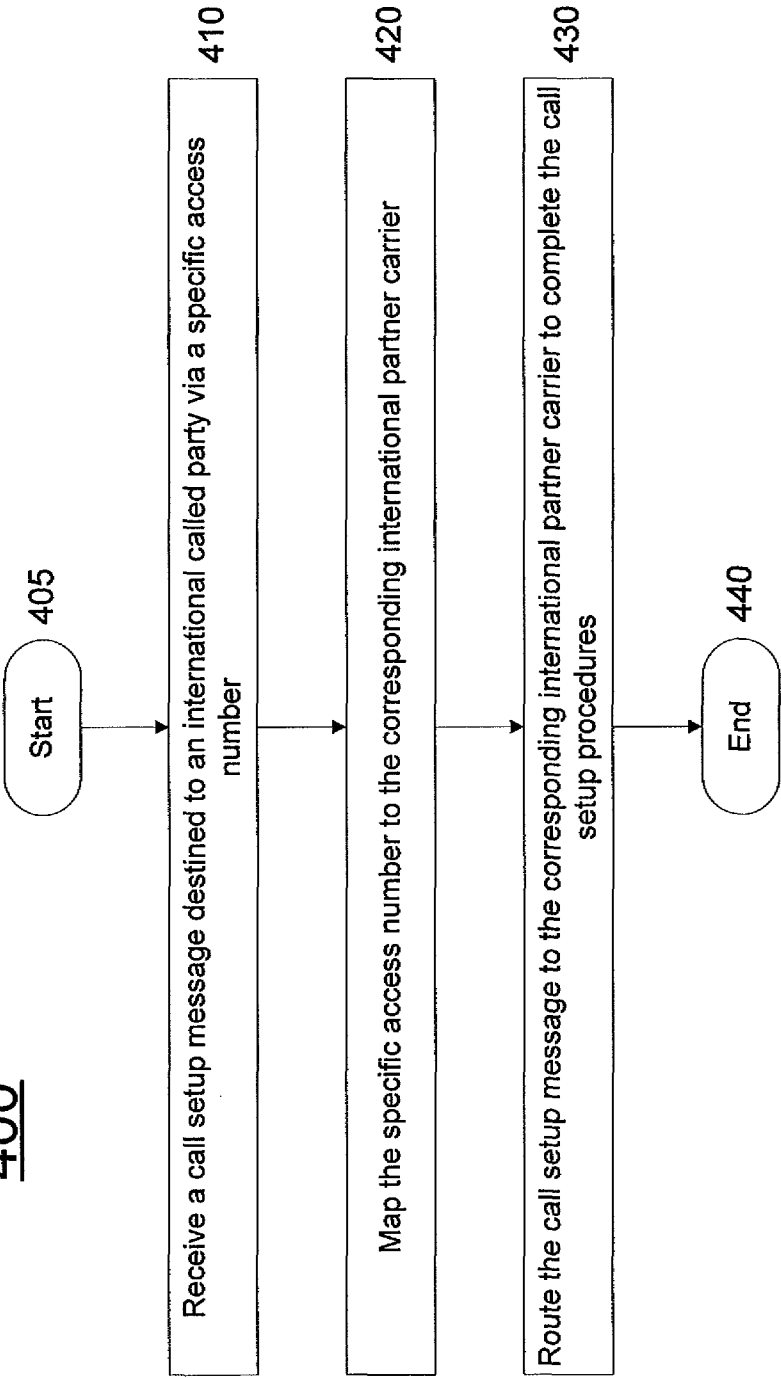 400
Start
405
Receive a call setup message destined to an international called party via a specific access
number
410
Map the specific access number to the corresponding international partner carrier
420
Route the call setup message to the corresponding international partner carrier to complete the call
setup procedures
430
End
440